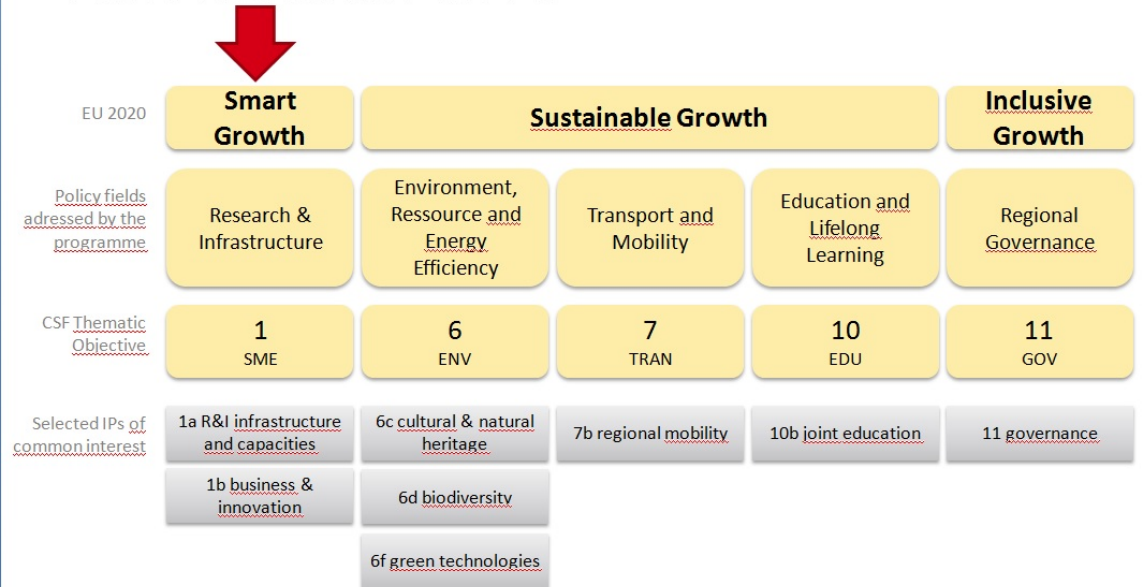 EU 2020
Smart
Growth
Sustainable Growth
Inclusive
Growth
Policy fields
adressed by the
programme
Research &
Infrastructure
Environment,
Ressource and
Energy
Efficiency
Transport and
Mobility
Education and
Lifelong
Learning
Regional
Governance
CSF Thematic
Objective
1
SME
6
ENV
7
TRAN
10
EDU
11
GOV
Selected IPs of
common interest
1a R&I infrastructure
and capacities
6c cultural & natural
heritage
7b regional mobility
10b joint education
11 governance
1b business &
innovation
6d biodiversity
6f green technologies